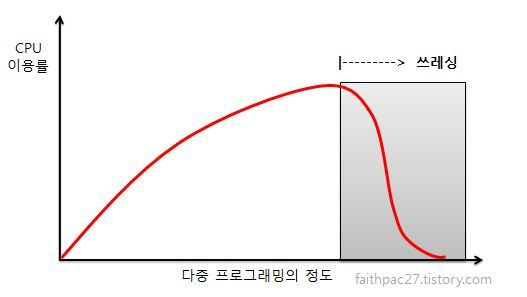 CPU
이용률
|---------> 쓰레싱
다중 프로그래밍의 정도
faithpac27.tistory.com